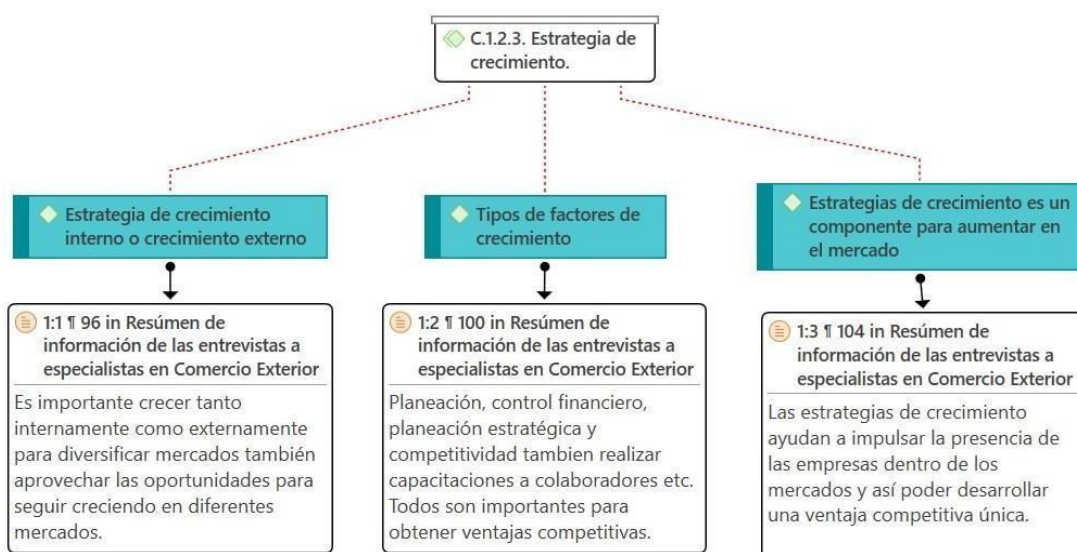 C.1.2.3. Estrategia de
crecimiento.
Estrategia de crecimiento
interno o crecimiento externo
Tipos de factores de
crecimiento
Estrategias de crecimiento es un
componente para aumentar en
el mercado
1:1 ¶ 96 in Resúmen de
información de las entrevistas a
especialistas en Comercio Exterior
Es importante crecer tanto
internamente como externamente
para diversificar mercados también
aprovechar las oportunidades para
seguir creciendo en diferentes
mercados.
1:2 ¶ 100 in Resúmen de
información de las entrevistas a
especialistas en Comercio Exterior
Planeación, control financiero,
planeación estratégica y
competitividad tambien realizar
capacitaciones a colaboradores etc.
Todos son importantes para
obtener ventajas competitivas.
1:3 ¶ 104 in Resúmen de
información de las entrevistas a
especialistas en Comercio Exterior
Las estrategias de crecimiento
ayudan a impulsar la presencia de
las empresas dentro de los
mercados y así poder desarrollar
una ventaja competitiva única.